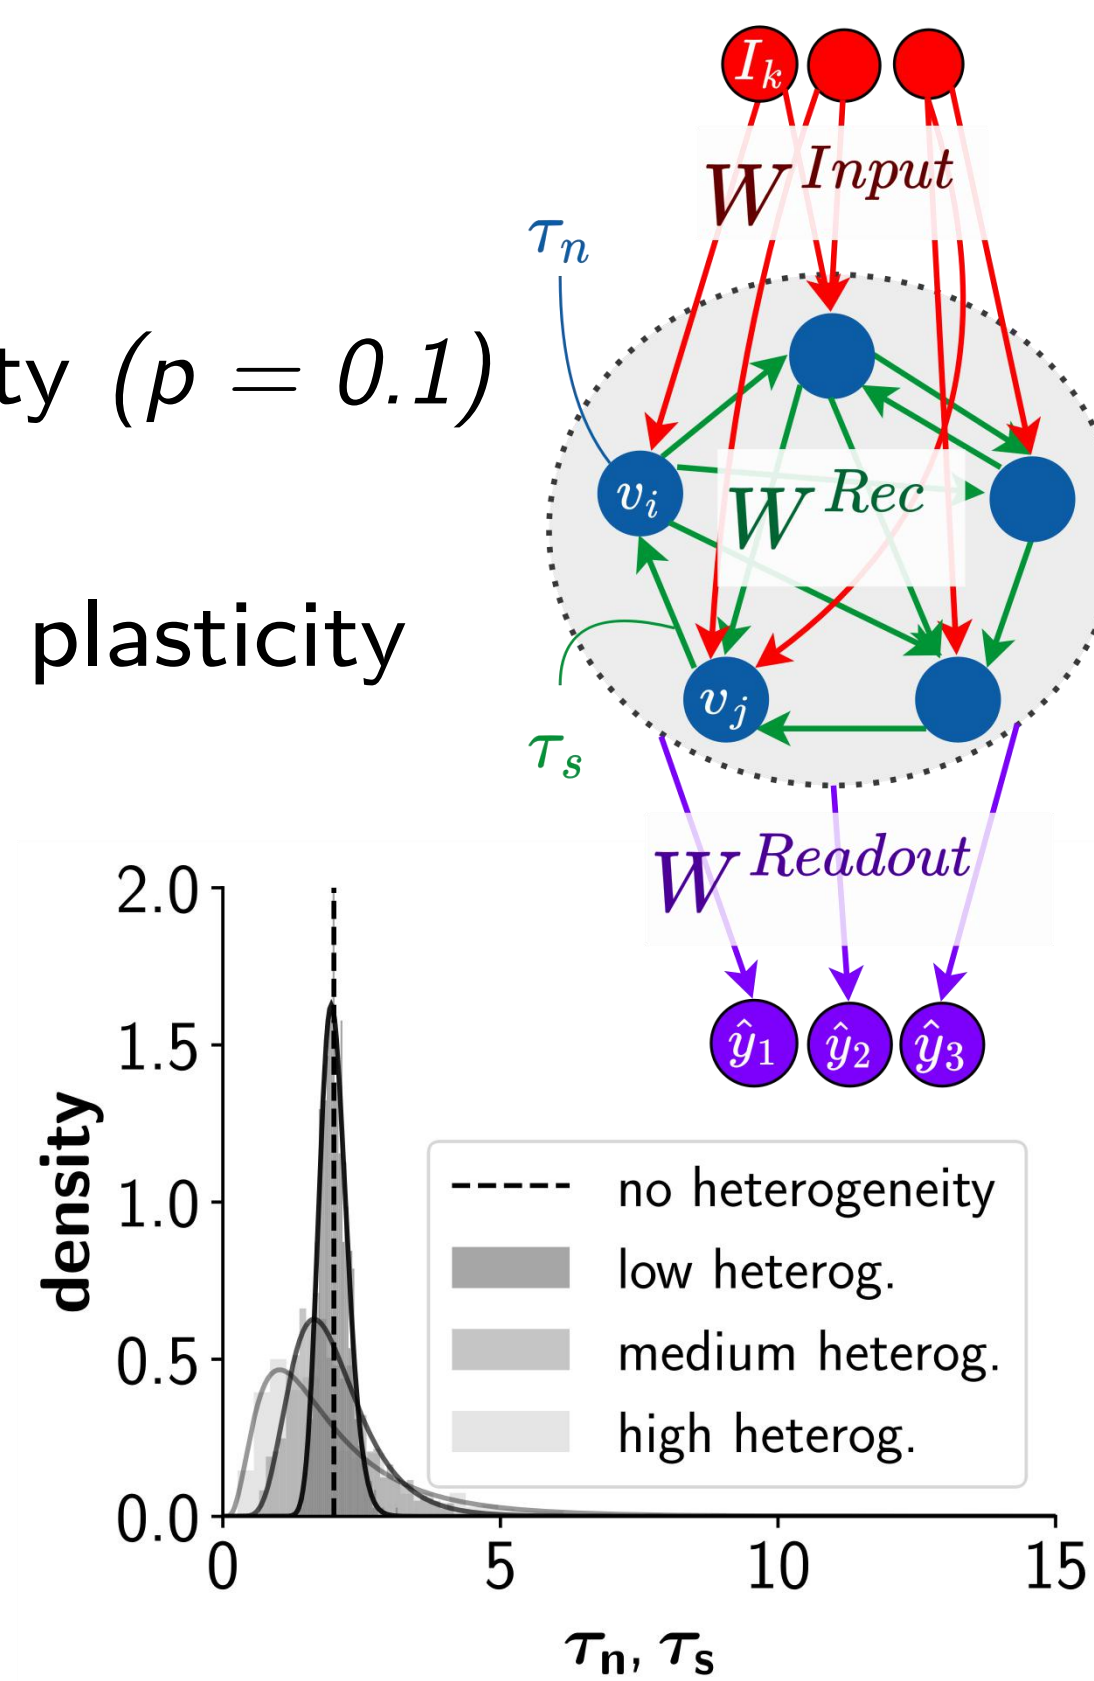 I_k
W^Input
τ_n
ty (p = 0.1)
v_i
W^Rec
plasticity
v_j
τ_s
W^Readout
ŷ_1 ŷ_2 ŷ_3
2.0
1.5
1.0
0.5
0.0
density
no heterogeneity
low heterog.
medium heterog.
high heterog.
0 5 10 15
τ_n, τ_s